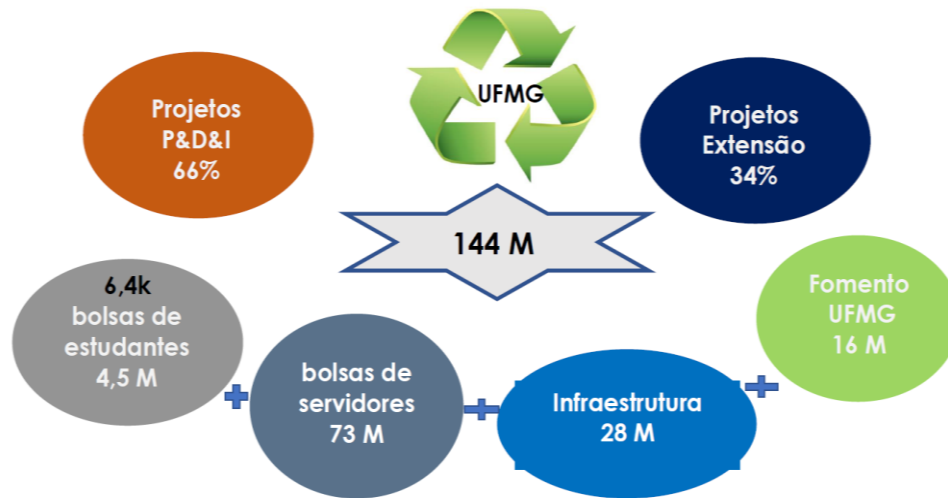 UFMG
Projetos
P&D&I
66%
Projetos
Extensão
34%
144 M
6,4k
bolsas de
estudantes
4,5 M
bolsas de
servidores
73 M
Infraestrutura
28 M
Fomento
UFMG
16 M